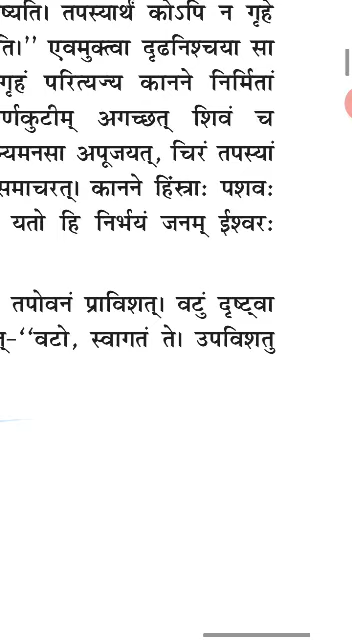 ष्यति। तपस्यार्थं कोऽपि न गृहे
ति।” एवमुक्त्वा दृढनिश्चया सा
गृहं परित्यज्य कानने निर्मितां
र्णकुटीम् अगच्छत् शिवं च
न्यमनसा अपूजयत्, चिरं तपस्यां
समाचरत्। कानने हिंस्त्राः पशवः
यतो हि निर्भयं जनम् ईश्वरः
तपोवनं प्राविशत्। वटुं दृष्ट्वा
त्-“वटो, स्वागतं ते। उपविशतु